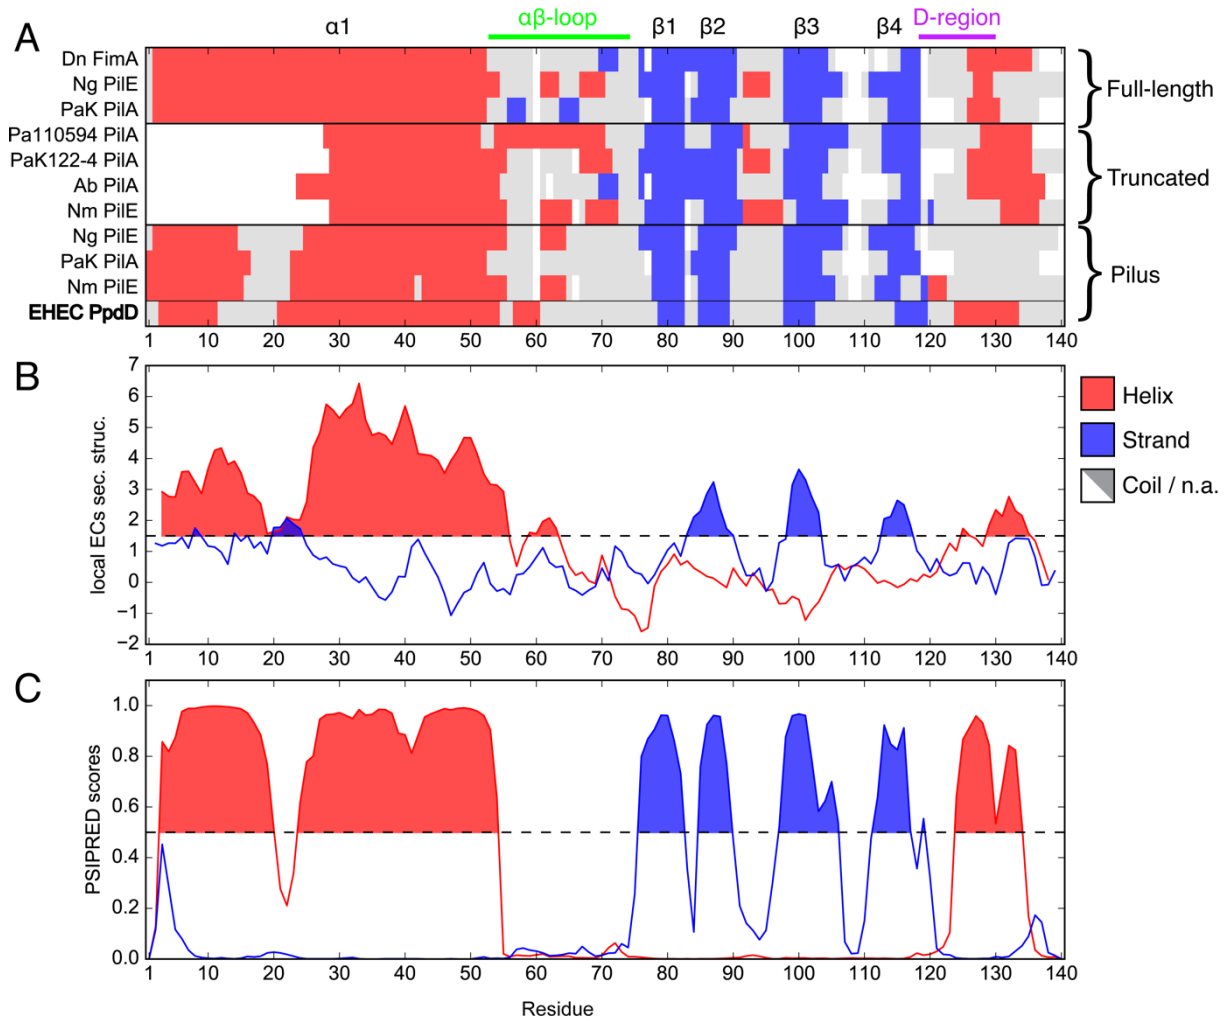 A
α1
αβ-loop
β1
β2
β3
β4
D-region
Dn FimA
Ng PilE
PaK PilA
Full-length
Pa110594 PilA
PaK122-4 PilA
Ab PilA
Nm PilE
Truncated
Ng PilE
PaK PilA
Nm PilE
Pilus
EHEC PpdD
1 10 20 30 40 50 60 70 80 90 100 110 120 130 140
B
local ECs sec. struc.
7
6
5
4
3
2
1
0
−1
−2
1 10 20 30 40 50 60 70 80 90 100 110 120 130 140
Helix
Strand
Coil / n.a.
C
PSIPRED scores
1.0
0.8
0.6
0.4
0.2
0.0
1 10 20 30 40 50 60 70 80 90 100 110 120 130 140
Residue